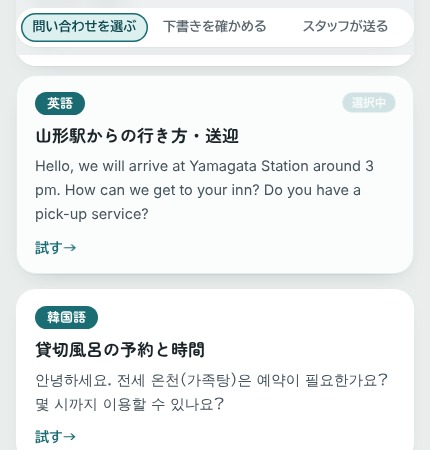 問い合わせを選ぶ 下書きを確かめる スタッフが送る
英語 選択中
山形駅からの行き方・送迎
Hello, we will arrive at Yamagata Station around 3
pm. How can we get to your inn? Do you have a
pick-up service?
試す→
韓国語
貸切風呂の予約と時間
안녕하세요. 전세 온천(가족탕)은 예약이 필요한가요?
몇 시까지 이용할 수 있나요?
試す→